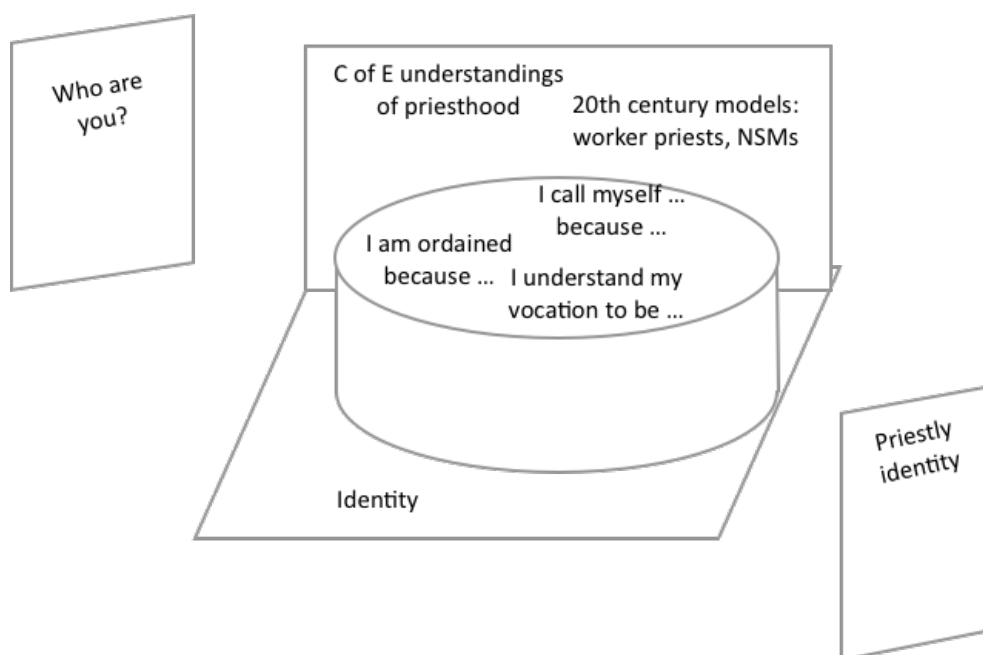 Who are
you?
C of E understandings
of priesthood
20th century models:
worker priests, NSMs
I call myself ...
because ...
I am ordained
because ...
I understand my
vocation to be ...
Priestly
identity
Identity